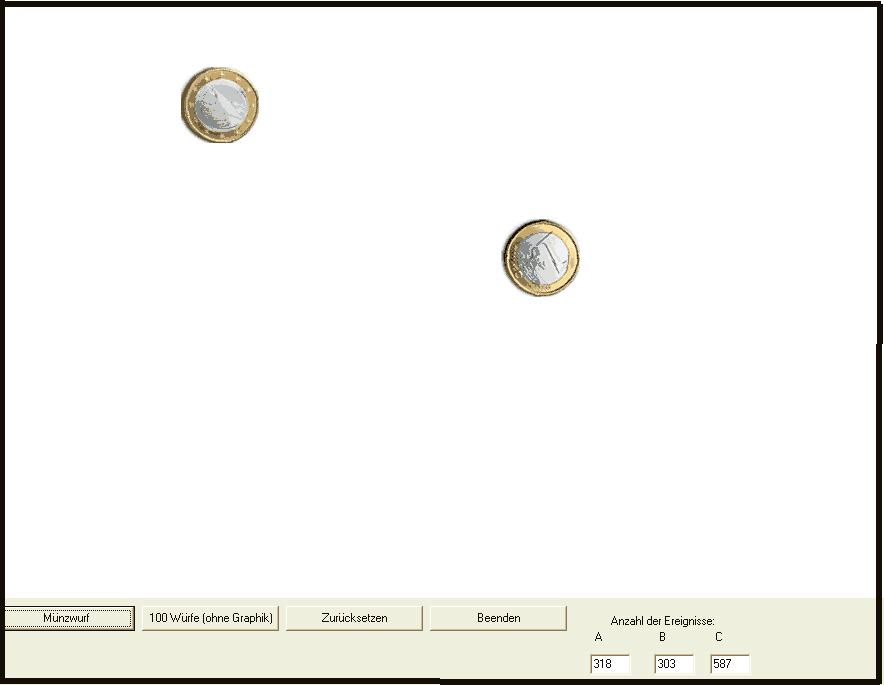 Münzwurf
100 Würfe (ohne Graphik)
Zurücksetzen
Beenden
Anzahl der Ereignisse:
A B C
318 303 587